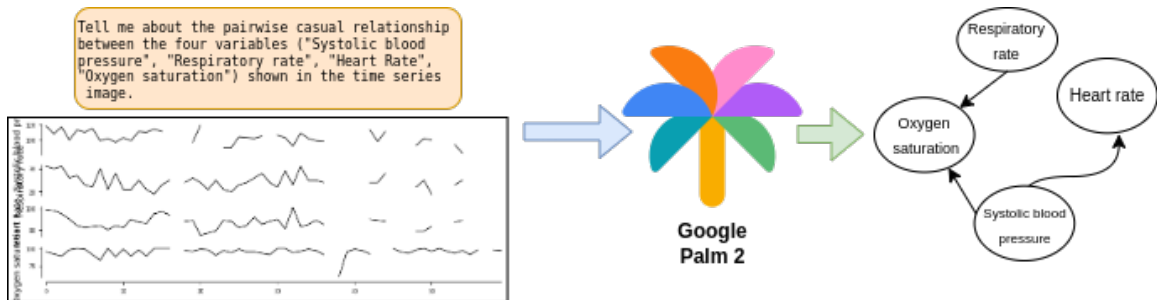 Tell me about the pairwise casual relationship
between the four variables ("Systolic blood
pressure", "Respiratory rate", "Heart Rate",
"Oxygen saturation") shown in the time series
image.
Google
Palm 2
Respiratory
rate
Heart rate
Oxygen
saturation
Systolic blood
pressure